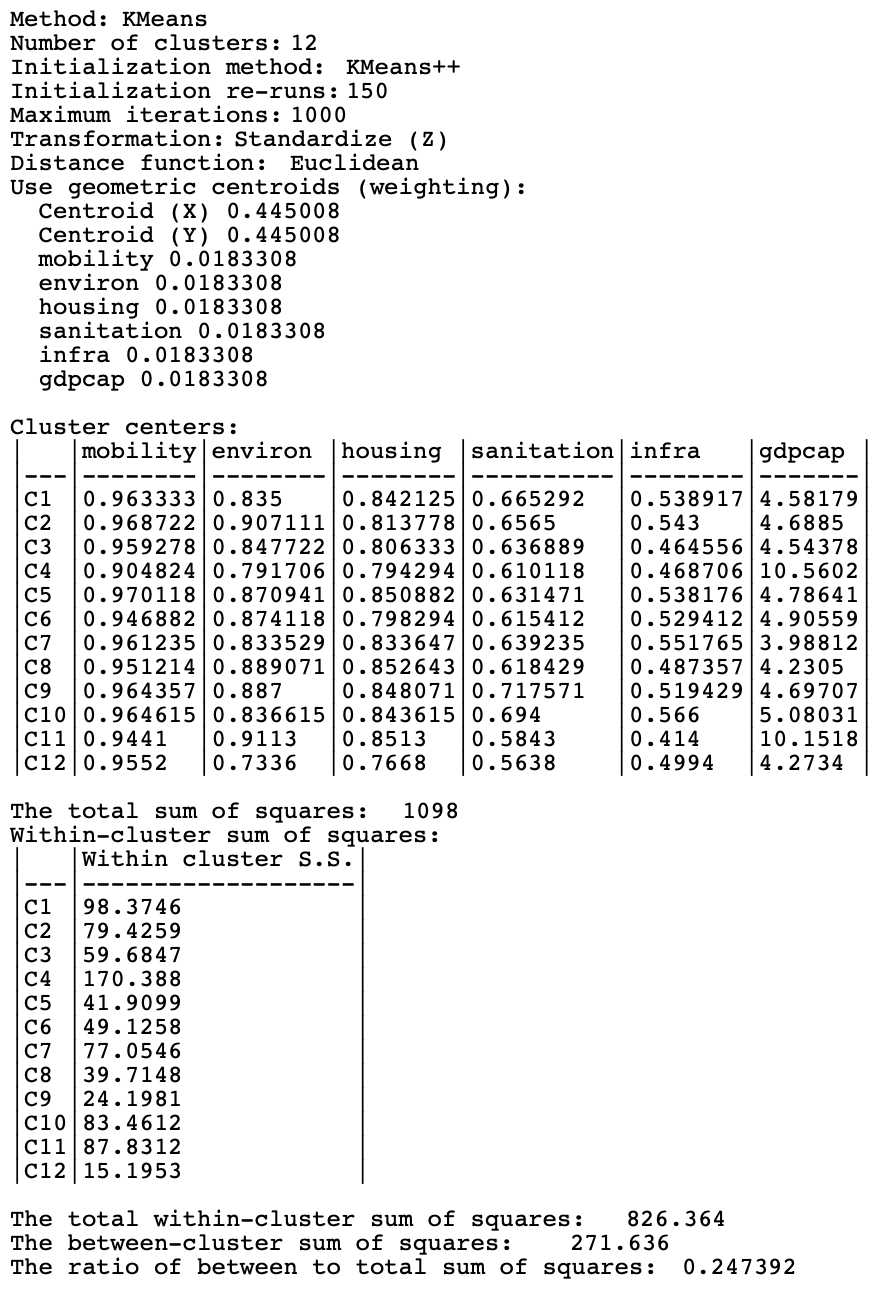 Method: KMeans
Number of clusters: 12
Initialization method: KMeans++
Initialization re-runs: 150
Maximum iterations: 1000
Transformation: Standardize (Z)
Distance function: Euclidean
Use geometric centroids (weighting):
Centroid (X) 0.445008
Centroid (Y) 0.445008
mobility 0.0183308
environ 0.0183308
housing 0.0183308
sanitation 0.0183308
infra 0.0183308
gdpcap 0.0183308
Cluster centers:
| |mobility|environ |housing |sanitation|infra |gdpcap |
|---|--------|--------|--------|----------|--------|-------|
|C1 |0.963333|0.835 |0.842125|0.665292 |0.538917|4.58179|
|C2 |0.968722|0.907111|0.813778|0.6565 |0.543 |4.6885 |
|C3 |0.959278|0.847722|0.806333|0.636889 |0.464556|4.54378|
|C4 |0.904824|0.791706|0.794294|0.610118 |0.468706|10.5602|
|C5 |0.970118|0.870941|0.850882|0.631471 |0.538176|4.78641|
|C6 |0.946882|0.874118|0.798294|0.615412 |0.529412|4.90559|
|C7 |0.961235|0.833529|0.833647|0.639235 |0.551765|3.98812|
|C8 |0.951214|0.889071|0.852643|0.618429 |0.487357|4.2305 |
|C9 |0.964357|0.887 |0.848071|0.717571 |0.519429|4.69707|
|C10|0.964615|0.836615|0.843615|0.694 |0.566 |5.08031|
|C11|0.9441 |0.9113 |0.8513 |0.5843 |0.414 |10.1518|
|C12|0.9552 |0.7336 |0.7668 |0.5638 |0.4994 |4.2734 |
The total sum of squares: 1098
Within-cluster sum of squares:
| |Within cluster S.S.|
|---|-------------------|
|C1 |98.3746 |
|C2 |79.4259 |
|C3 |59.6847 |
|C4 |170.388 |
|C5 |41.9099 |
|C6 |49.1258 |
|C7 |77.0546 |
|C8 |39.7148 |
|C9 |24.1981 |
|C10|83.4612 |
|C11|87.8312 |
|C12|15.1953 |
The total within-cluster sum of squares: 826.364
The between-cluster sum of squares: 271.636
The ratio of between to total sum of squares: 0.247392